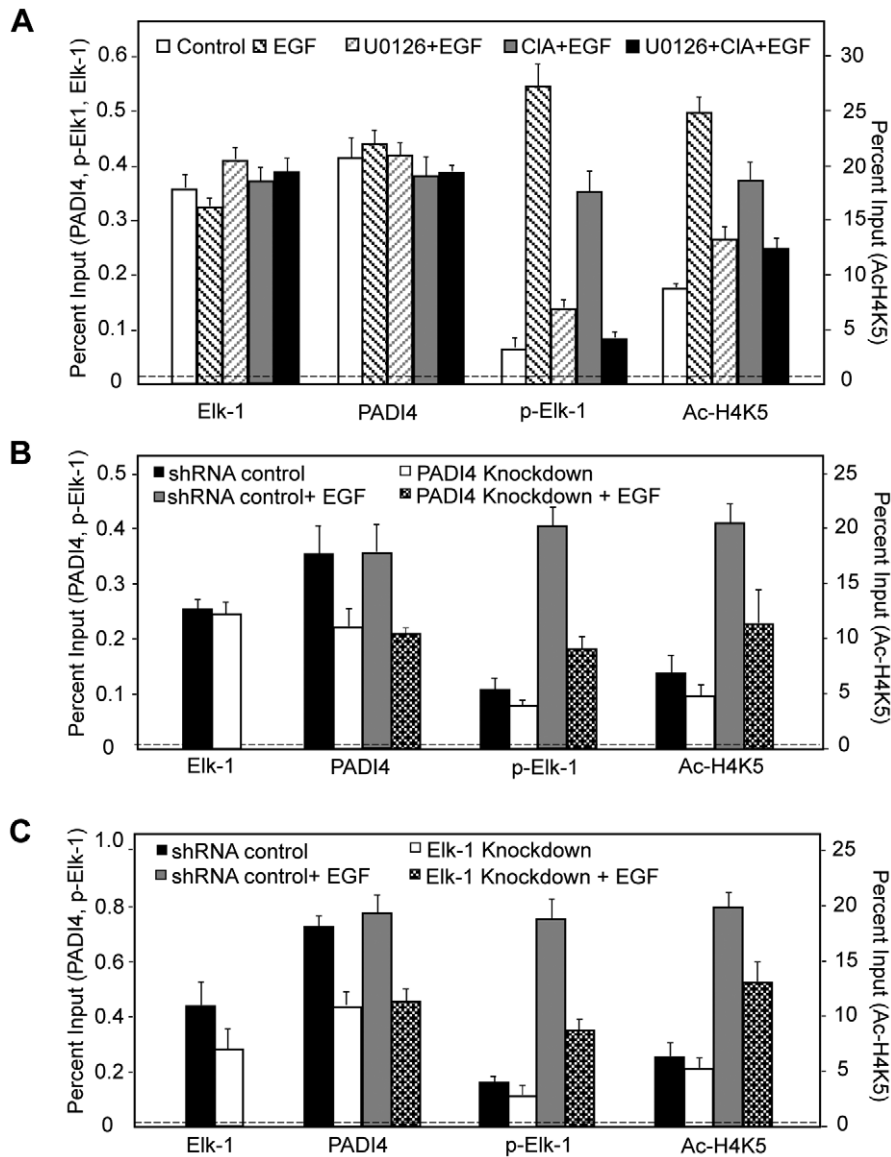 A
Control EGF U0126+EGF ClA+EGF U0126+ClA+EGF
Percent Input (PADI4, p-Elk1, Elk-1)
0.6
0.5
0.4
0.3
0.2
0.1
0
30
25
20
15
10
5
0
Percent Input (AcH4K5)
Elk-1 PADI4 p-Elk-1 Ac-H4K5
B
shRNA control PADI4 Knockdown
shRNA control+ EGF PADI4 Knockdown + EGF
Percent Input (PADI4, p-Elk-1)
0.5
0.4
0.3
0.2
0.1
0
25
20
15
10
5
0
Percent Input (Ac-H4K5)
Elk-1 PADI4 p-Elk-1 Ac-H4K5
C
shRNA control Elk-1 Knockdown
shRNA control+ EGF Elk-1 Knockdown + EGF
Percent Input (PADI4, p-Elk-1)
1.0
0.8
0.6
0.4
0.2
0
25
20
15
10
5
0
Percent Input (Ac-H4K5)
Elk-1 PADI4 p-Elk-1 Ac-H4K5